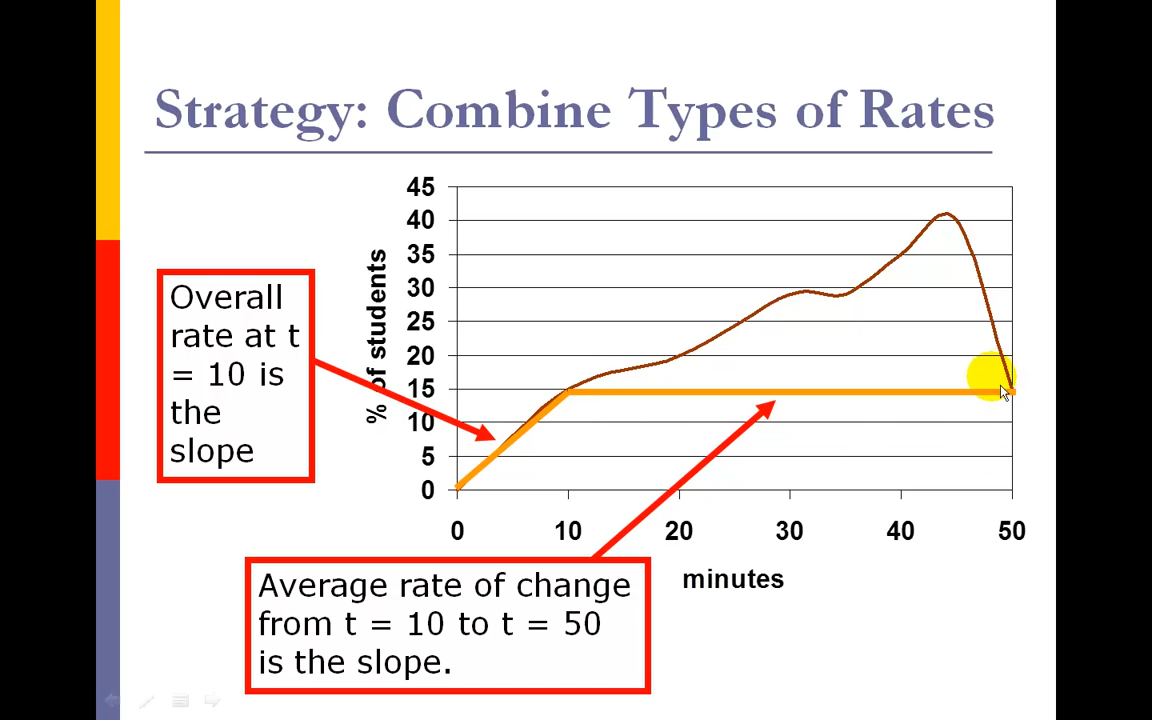 Strategy: Combine Types of Rates
Overall
rate at t
= 10 is
the
slope
% of students
45
40
35
30
25
20
15
10
5
0
0 10 20 30 40 50
minutes
Average rate of change
from t = 10 to t = 50
is the slope.